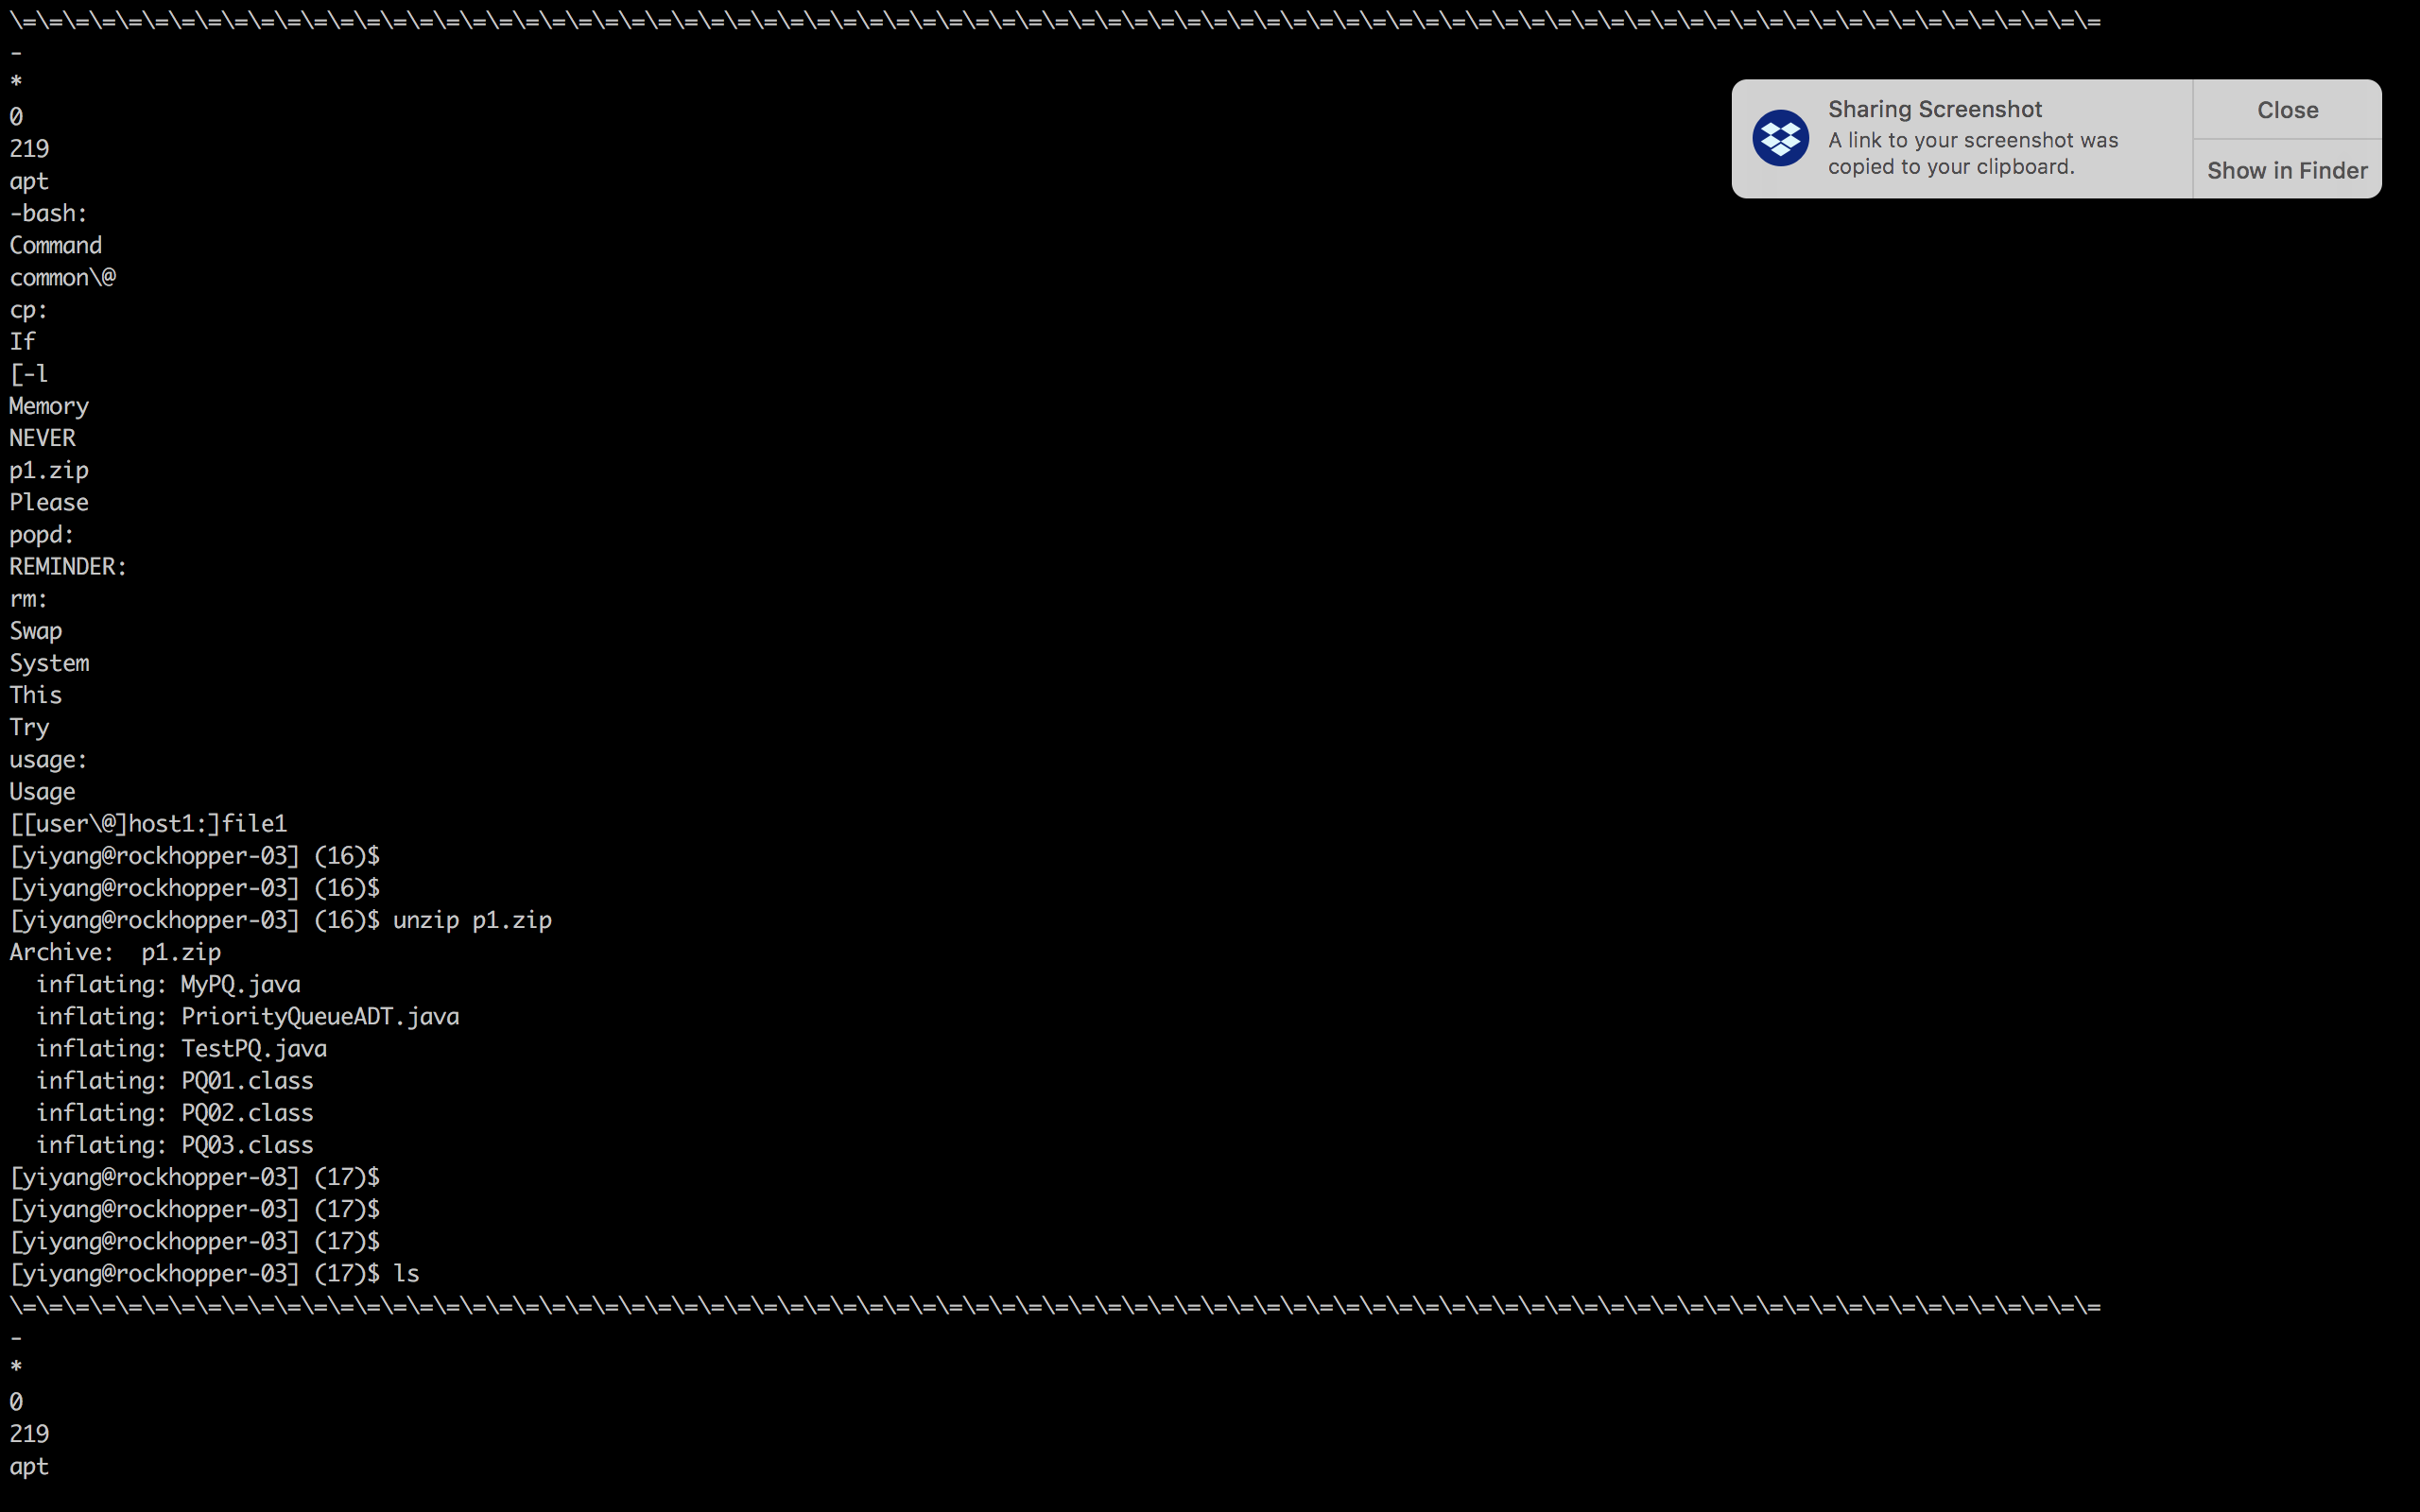 \=\=\=\=\=\=\=\=\=\=\=\=\=\=\=\=\=\=\=\=\=\=\=\=\=\=\=\=\=\=\=\=\=\=\=\=\=\=\=\=\=\=\=\=\=\=\=\=\=\=\=\=\=\=\=\=\=\=\=\=\=\=\=\=\=\=\=\=\=\=\=\=\=\=\=\=\=\=\=
-
*
0
219
apt
-bash:
Command
common\@
cp:
If
[-l
Memory
NEVER
p1.zip
Please
popd:
REMINDER:
rm:
Swap
System
This
Try
usage:
Usage
[[user\@]host1:]file1
[yiyang@rockhopper-03] (16)$
[yiyang@rockhopper-03] (16)$
[yiyang@rockhopper-03] (16)$ unzip p1.zip
Archive:  p1.zip
  inflating: MyPQ.java
  inflating: PriorityQueueADT.java
  inflating: TestPQ.java
  inflating: PQ01.class
  inflating: PQ02.class
  inflating: PQ03.class
[yiyang@rockhopper-03] (17)$
[yiyang@rockhopper-03] (17)$
[yiyang@rockhopper-03] (17)$
[yiyang@rockhopper-03] (17)$ ls
\=\=\=\=\=\=\=\=\=\=\=\=\=\=\=\=\=\=\=\=\=\=\=\=\=\=\=\=\=\=\=\=\=\=\=\=\=\=\=\=\=\=\=\=\=\=\=\=\=\=\=\=\=\=\=\=\=\=\=\=\=\=\=\=\=\=\=\=\=\=\=\=\=\=\=\=\=\=\=
-
*
0
219
apt
Sharing Screenshot
A link to your screenshot was
copied to your clipboard.
Close
Show in Finder